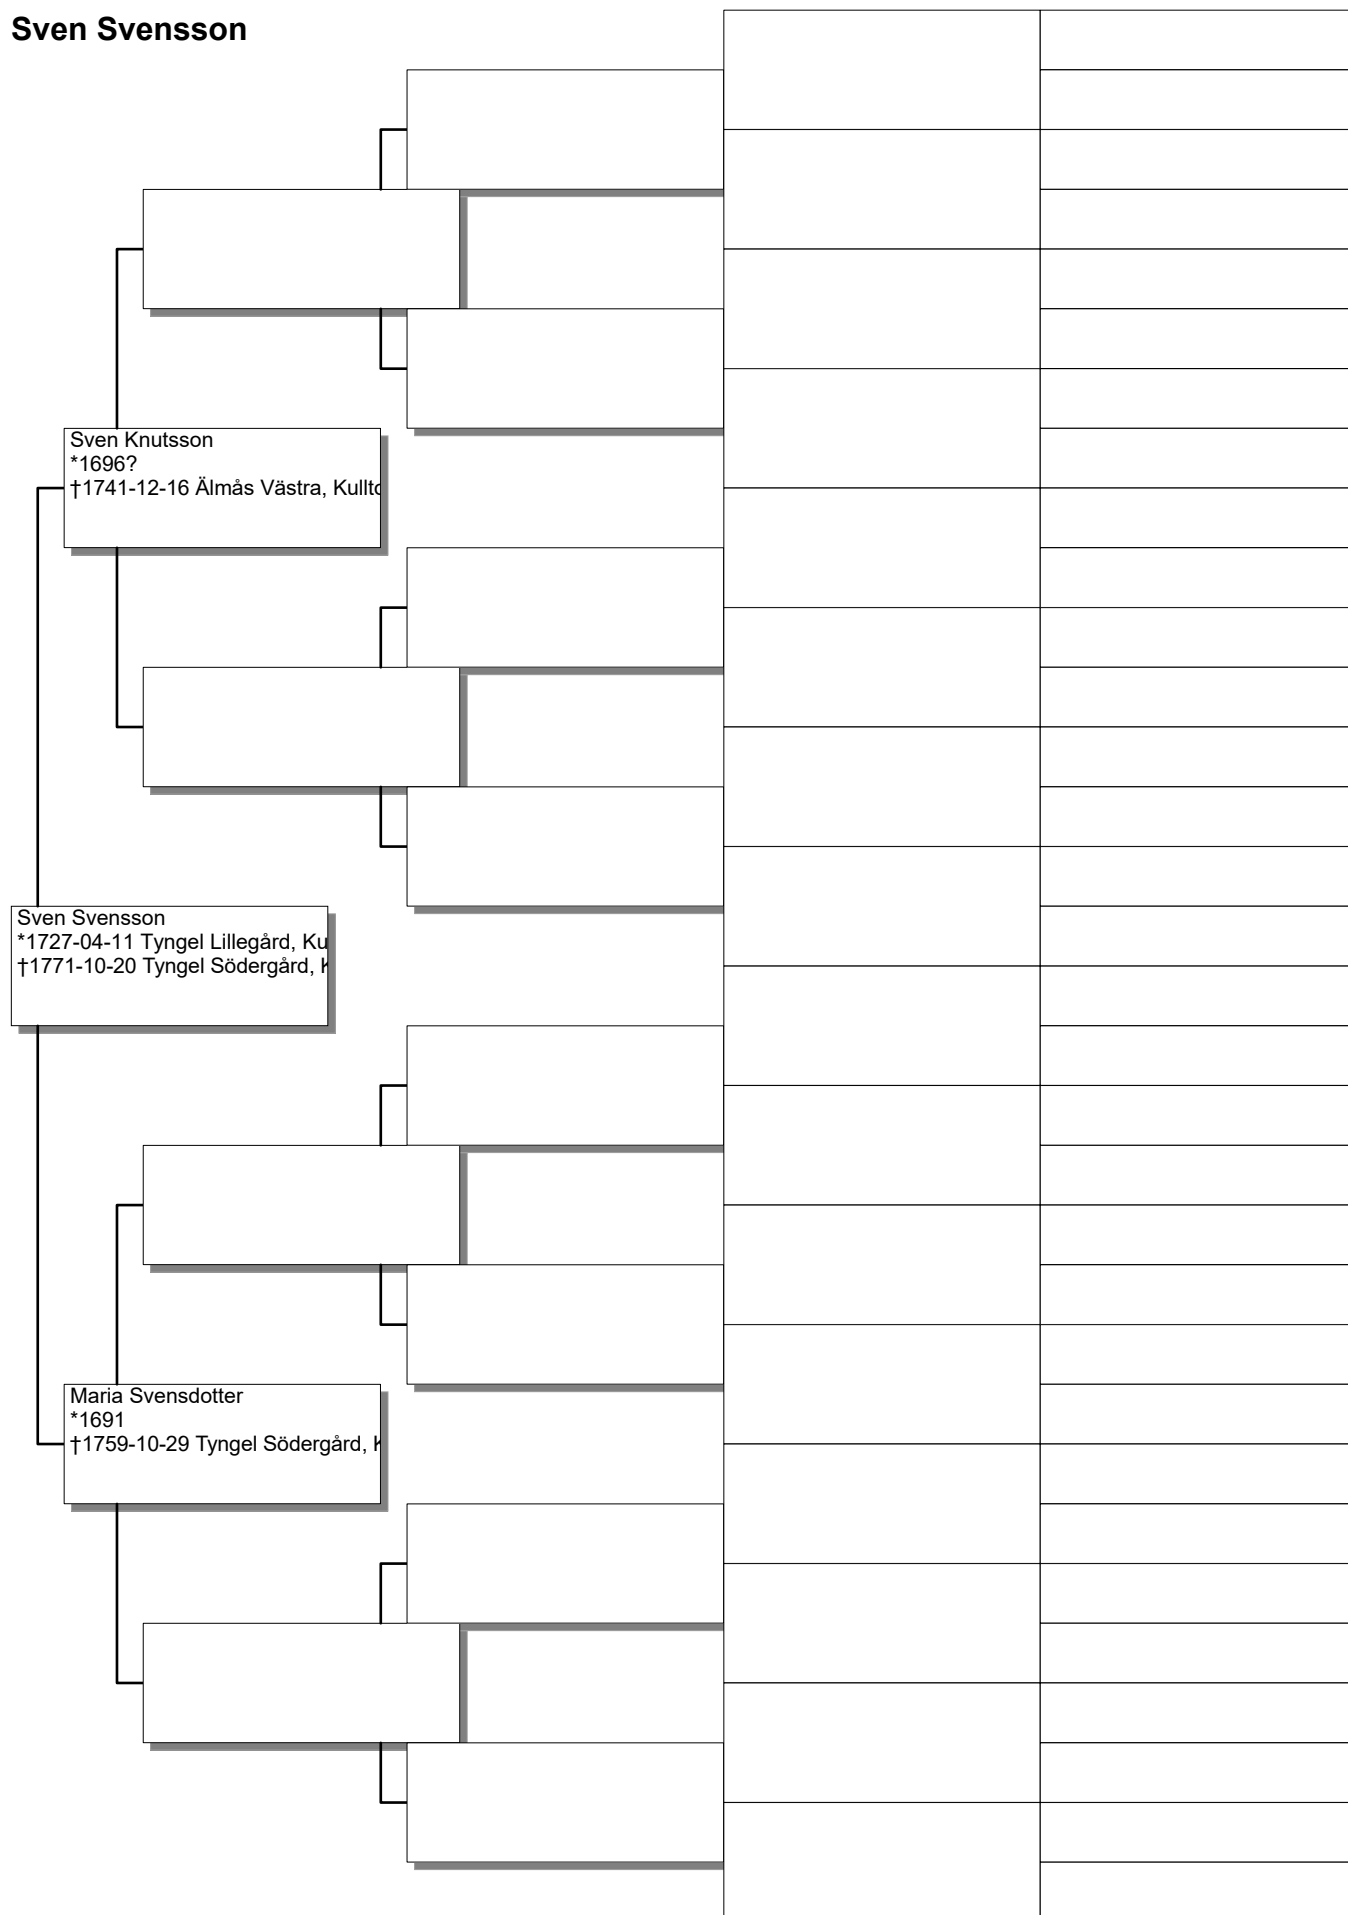 Sven Svensson
Sven Knutsson
*1696?
†1741-12-16 Älmås Västra, Kullto
Sven Svensson
*1727-04-11 Tyngel Lillegård, Ku
†1771-10-20 Tyngel Södergård, K
Maria Svensdotter
*1691
†1759-10-29 Tyngel Södergård, K